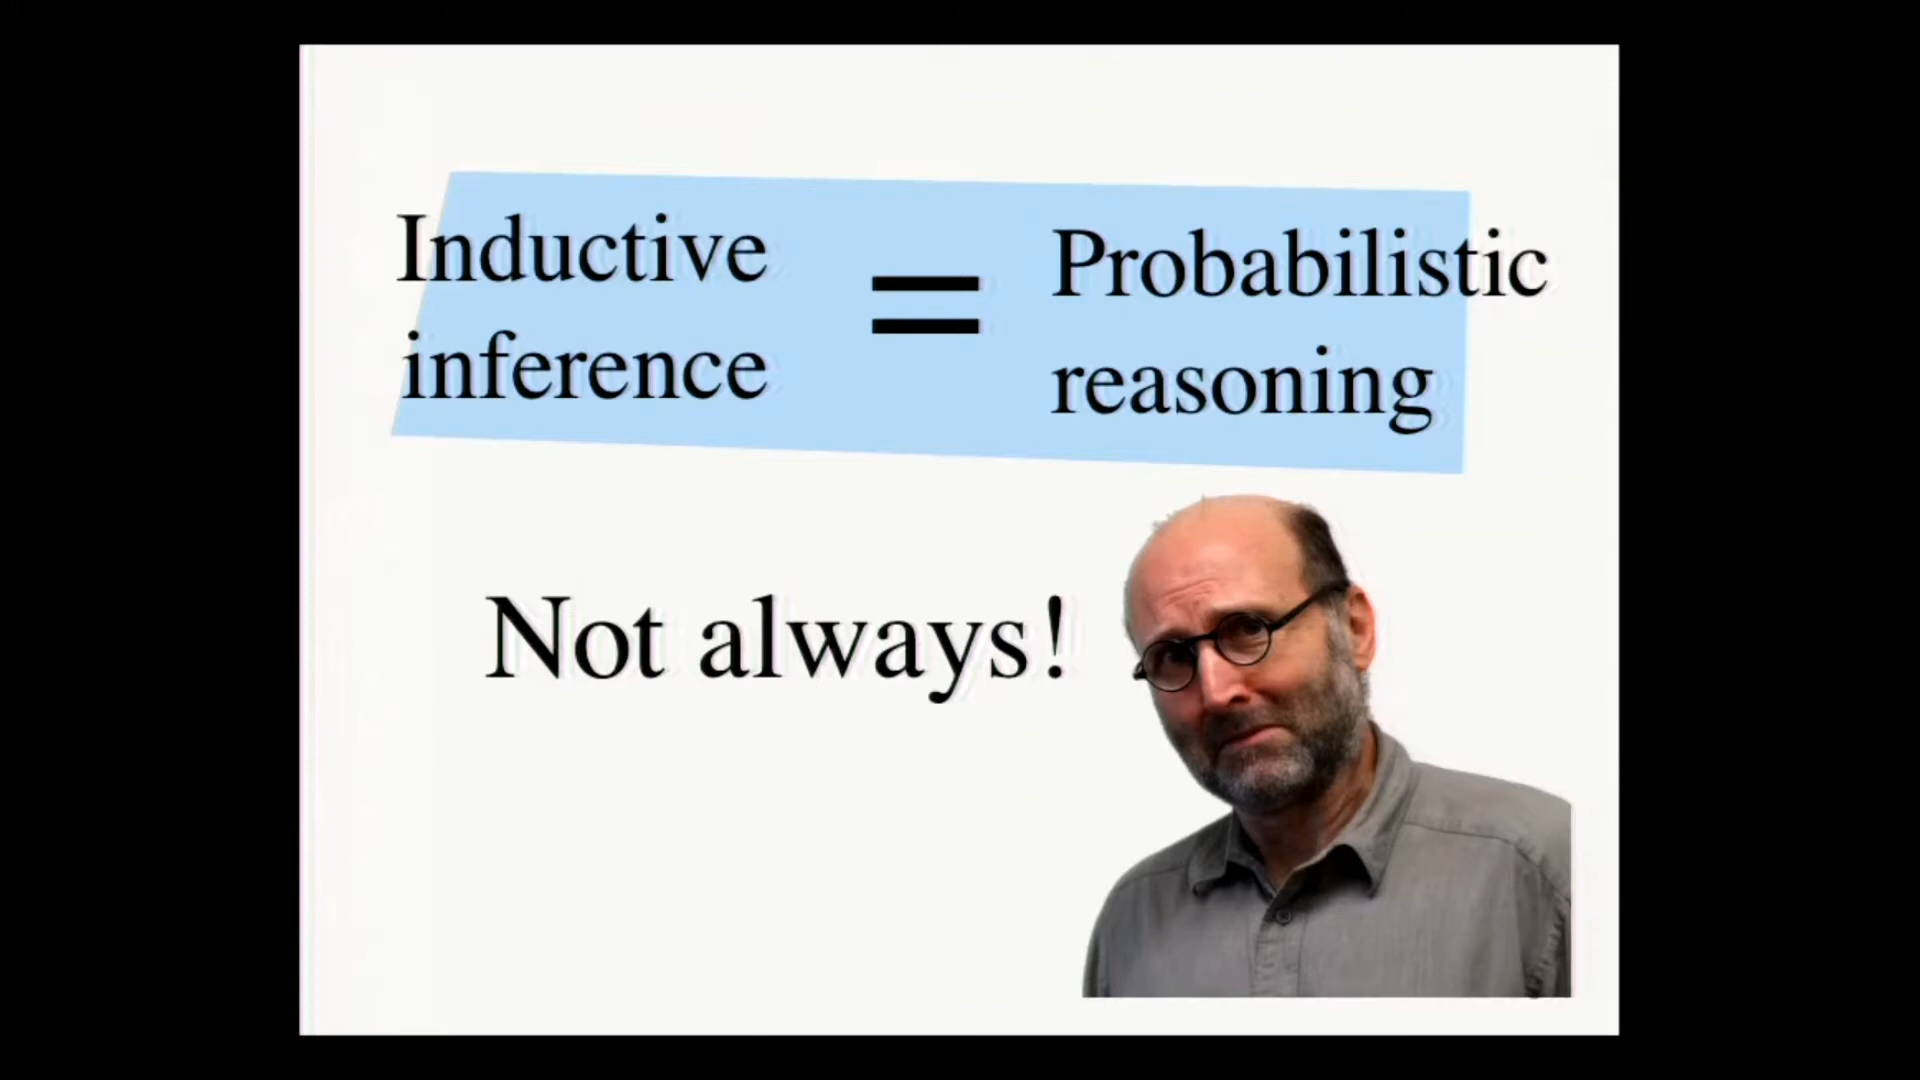 Inductive
inference
=
Probabilistic
reasoning
Not always!